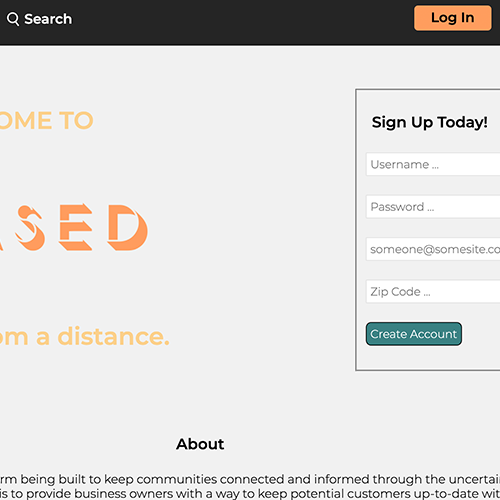 Search
Log In
OME TO
SED
om a distance.
Sign Up Today!
Username ...
Password ...
someone@somesite.co
Zip Code ...
Create Account
About
rm being built to keep communities connected and informed through the uncertai
is to provide business owners with a way to keep potential customers up-to-date wit